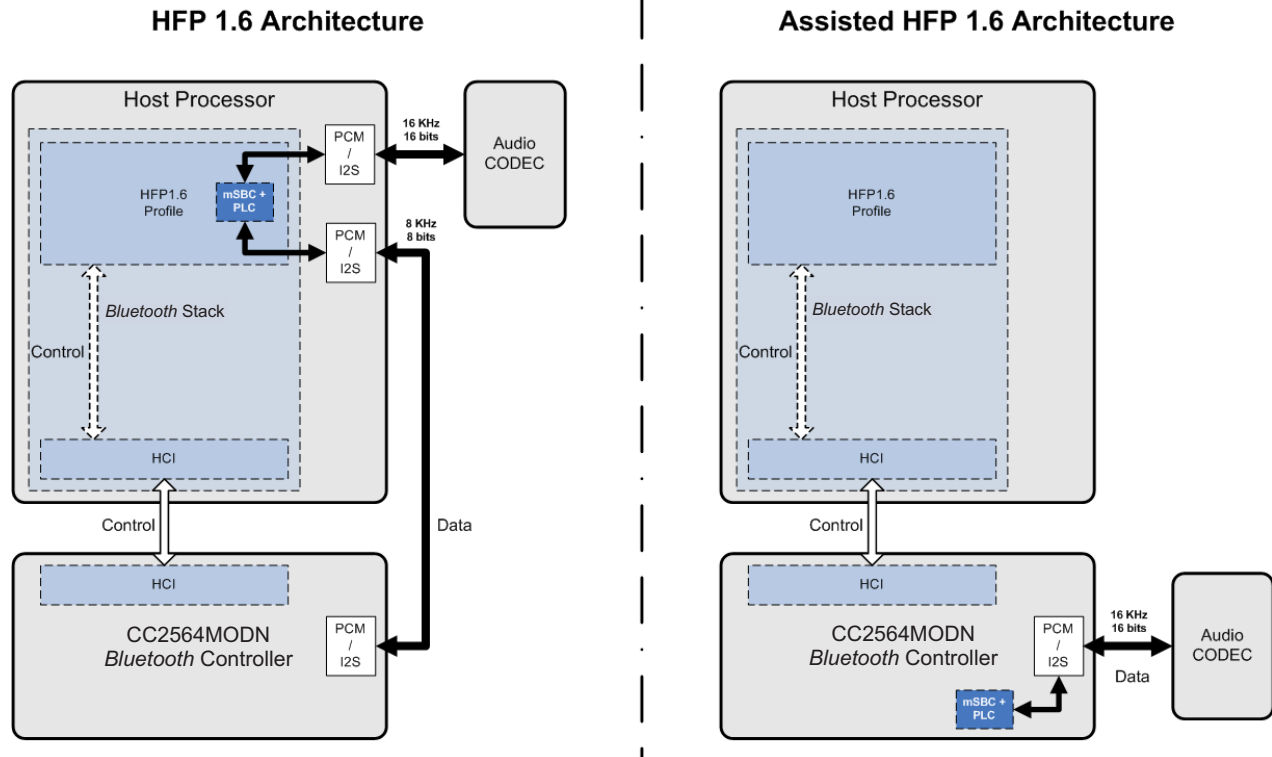 HFP 1.6 Architecture
Host Processor
PCM
/
I2S
16 KHz
16 bits
Audio
CODEC
HFP1.6
Profile
mSBC +
PLC
PCM
/
I2S
8 KHz
8 bits
Bluetooth Stack
Control
HCI
Control
Data
HCI
CC2564MODN
Bluetooth Controller
PCM
/
I2S
Assisted HFP 1.6 Architecture
Host Processor
HFP1.6
Profile
Bluetooth Stack
Control
HCI
Control
HCI
CC2564MODN
Bluetooth Controller
PCM
/
I2S
16 KHz
16 bits
Data
Audio
CODEC
mSBC +
PLC